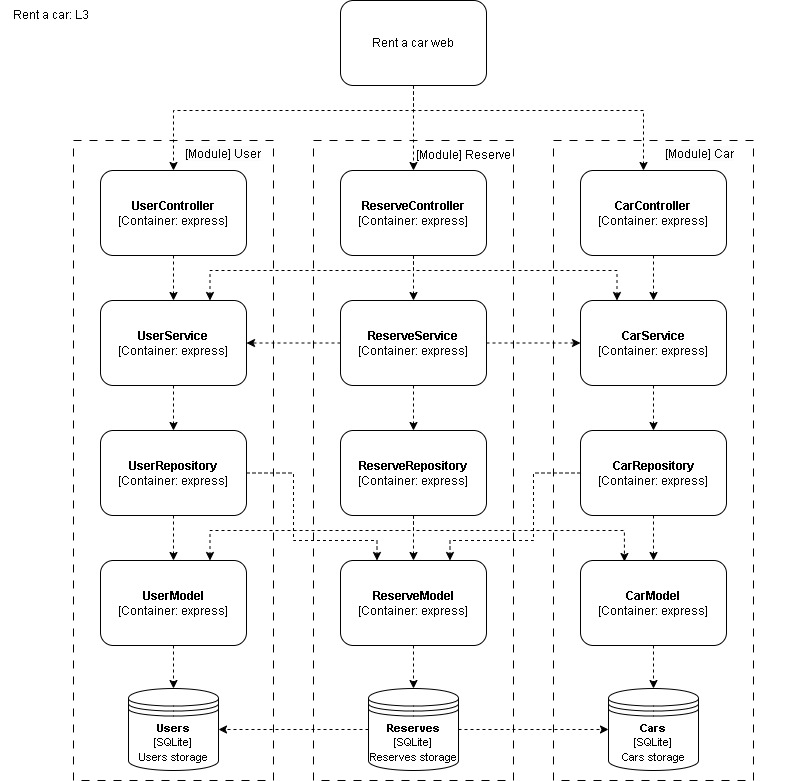 Rent a car: L3
Rent a car web
[Module] User
[Module] Reserve
[Module] Car
UserController
[Container: express]
ReserveController
[Container: express]
CarController
[Container: express]
UserService
[Container: express]
ReserveService
[Container: express]
CarService
[Container: express]
UserRepository
[Container: express]
ReserveRepository
[Container: express]
CarRepository
[Container: express]
UserModel
[Container: express]
ReserveModel
[Container: express]
CarModel
[Container: express]
Users
[SQLite]
Users storage
Reserves
[SQLite]
Reserves storage
Cars
[SQLite]
Cars storage